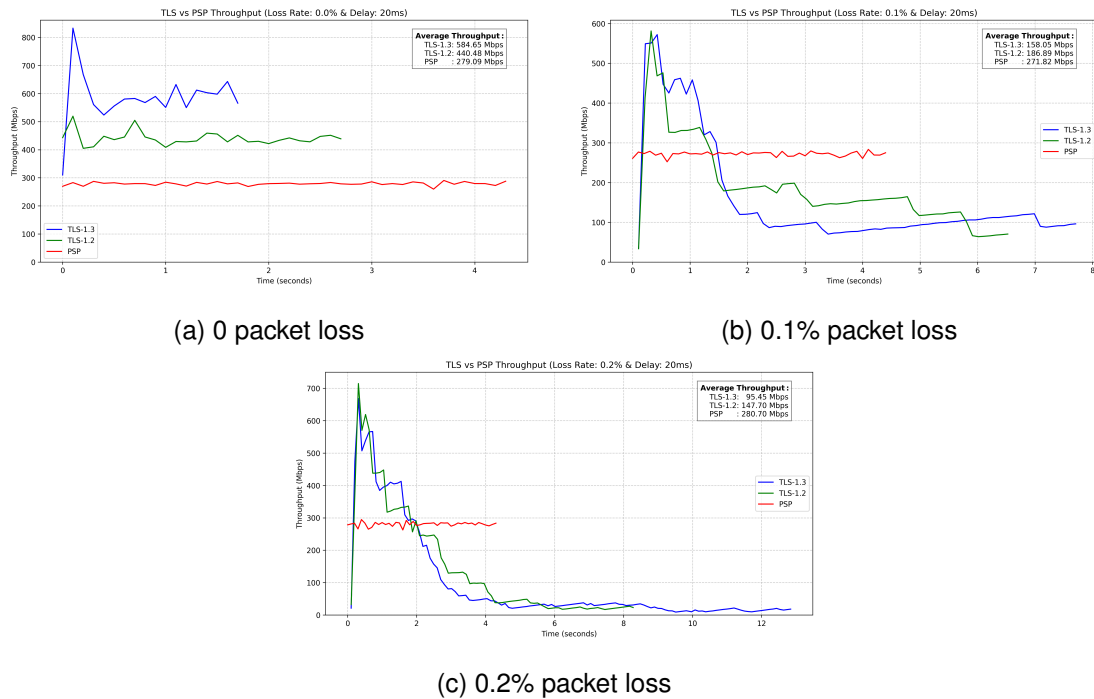 TLS vs PSP Throughput (Loss Rate: 0.0% & Delay: 20ms)
Throughput (Mbps)
800
700
600
500
400
300
200
100
0
Average Throughput :
TLS-1.3: 584.65 Mbps
TLS-1.2: 440.48 Mbps
PSP : 279.09 Mbps
TLS-1.3
TLS-1.2
PSP
0 1 2 3 4
Time (seconds)
(a) 0 packet loss
TLS vs PSP Throughput (Loss Rate: 0.1% & Delay: 20ms)
Throughput (Mbps)
600
500
400
300
200
100
0
Average Throughput :
TLS-1.3: 158.05 Mbps
TLS-1.2: 186.89 Mbps
PSP : 271.82 Mbps
TLS-1.3
TLS-1.2
PSP
0 1 2 3 4 5 6 7 8
Time (seconds)
(b) 0.1% packet loss
TLS vs PSP Throughput (Loss Rate: 0.2% & Delay: 20ms)
Throughput (Mbps)
700
600
500
400
300
200
100
0
Average Throughput :
TLS-1.3: 95.45 Mbps
TLS-1.2: 147.70 Mbps
PSP : 280.70 Mbps
TLS-1.3
TLS-1.2
PSP
0 2 4 6 8 10 12
Time (seconds)
(c) 0.2% packet loss